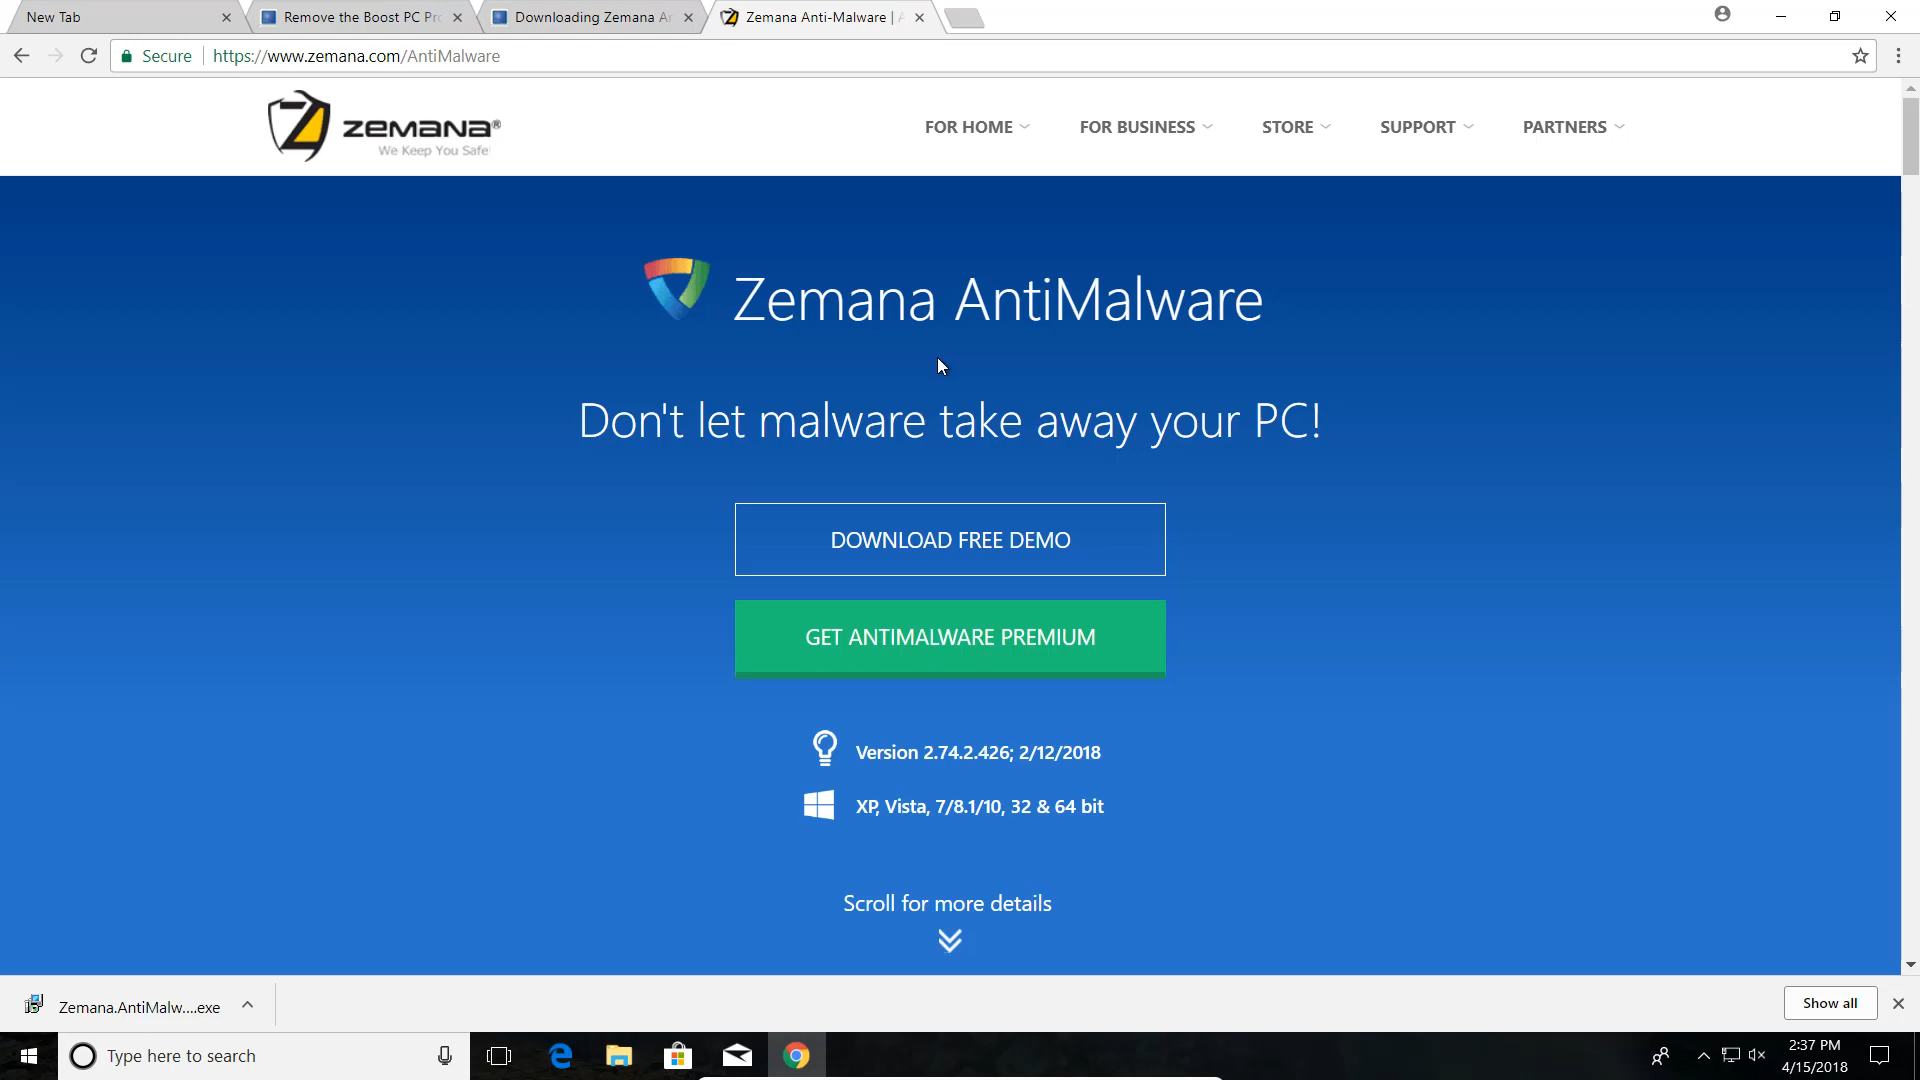 New Tab
Remove the Boost PC Pr
Downloading Zemana A
Zemana Anti-Malware |
Secure
https://www.zemana.com/AntiMalware
ZEMANA®
We Keep You Safe!
FOR HOME
FOR BUSINESS
STORE
SUPPORT
PARTNERS
Zemana AntiMalware
Don't let malware take away your PC!
DOWNLOAD FREE DEMO
GET ANTIMALWARE PREMIUM
Version 2.74.2.426; 2/12/2018
XP, Vista, 7/8.1/10, 32 & 64 bit
Scroll for more details
Zemana.AntiMalw....exe
Show all
Type here to search
2:37 PM
4/15/2018